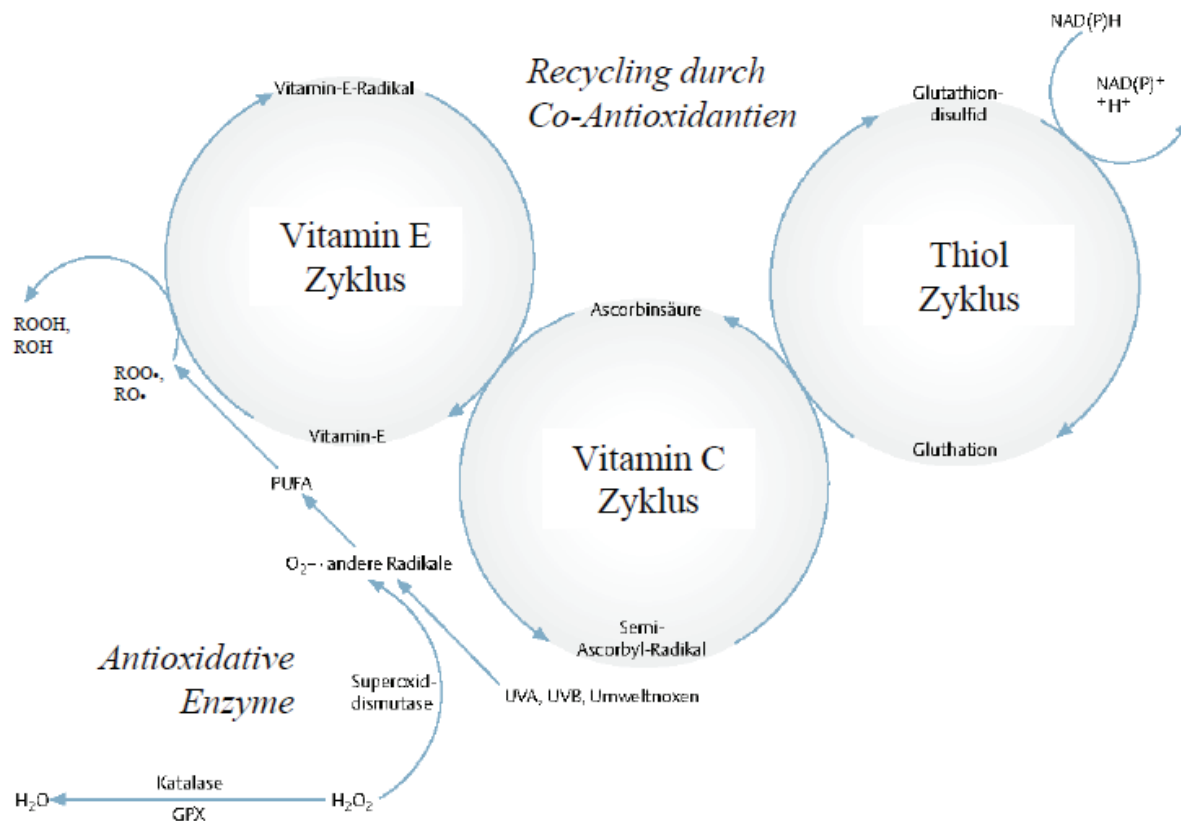 NAD(P)H
Recycling durch
Co-Antioxidantien
NAD(P)+
+H+
Vitamin-E-Radikal
Glutathion-
disulfid
Vitamin E
Zyklus
Thiol
Zyklus
ROOH,
ROH
ROO•,
RO•
Ascorbinsäure
Vitamin-E
Gluthation
Vitamin C
Zyklus
PUFA
O2–· andere Radikale
Semi-
Ascorbyl-Radikal
Antioxidative
Enzyme
Superoxid-
dismutase
UVA, UVB, Umweltnoxen
H2O
Katalase
GPX
H2O2